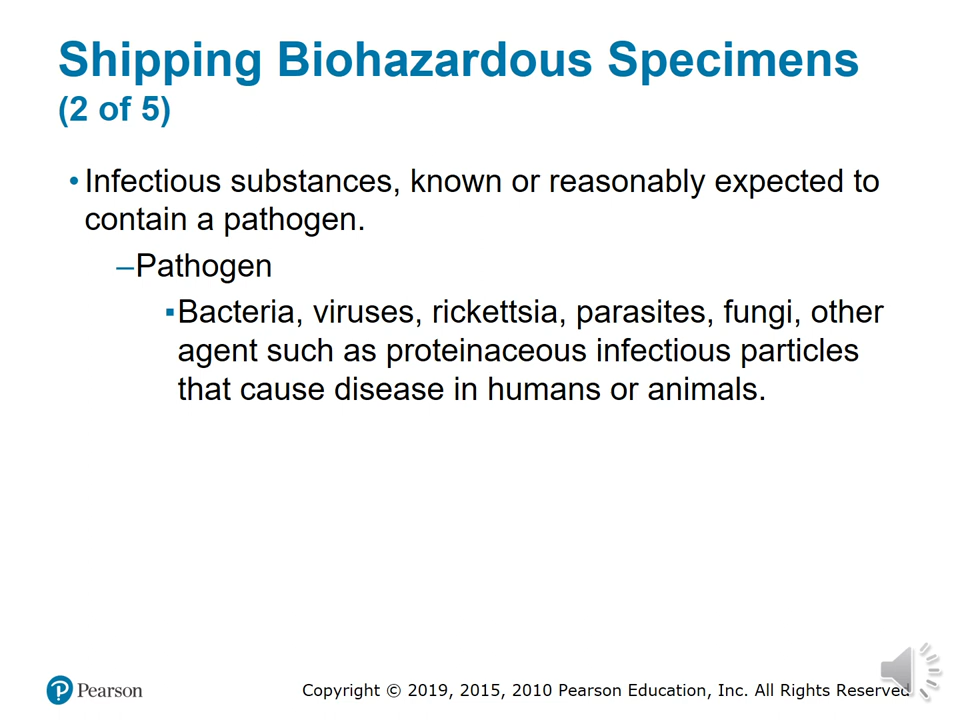 Shipping Biohazardous Specimens
(2 of 5)
• Infectious substances, known or reasonably expected to
contain a pathogen.
–Pathogen
▪Bacteria, viruses, rickettsia, parasites, fungi, other
agent such as proteinaceous infectious particles
that cause disease in humans or animals.
Pearson
Copyright © 2019, 2015, 2010 Pearson Education, Inc. All Rights Reserved